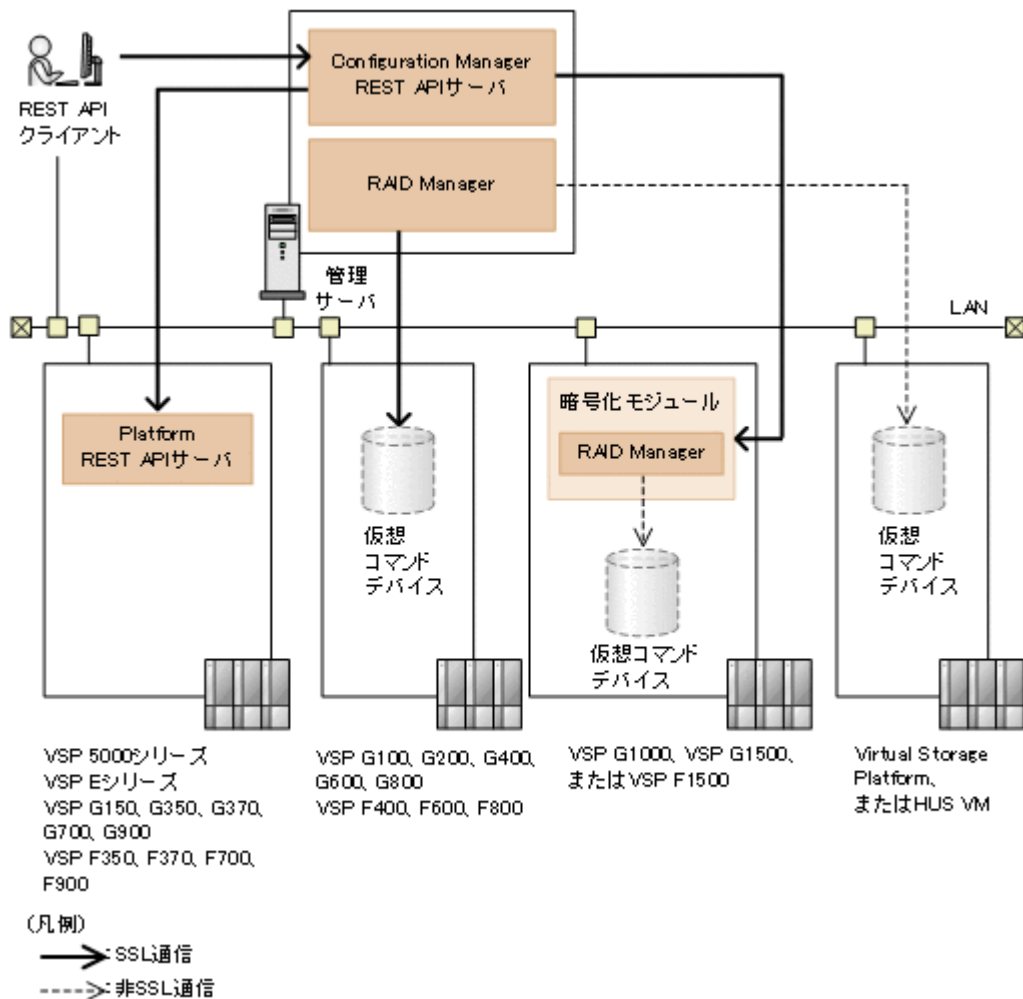 REST API
クライアント
Configuration Manager
REST APIサーバ
RAID Manager
管理
サーバ
LAN
Platform
REST APIサーバ
仮想
コマンド
デバイス
暗号化モジュール
RAID Manager
仮想コマンド
デバイス
仮想
コマンド
デバイス
VSP 5000シリーズ
VSP Eシリーズ
VSP G150、G350、G370、
G700、G900
VSP F350、F370、F700、
F900
VSP G100、G200、G400、
G600、G800
VSP F400、F600、F800
VSP G1000、VSP G1500、
またはVSP F1500
Virtual Storage
Platform、
またはHUS VM
(凡例)
:SSL通信
:非SSL通信